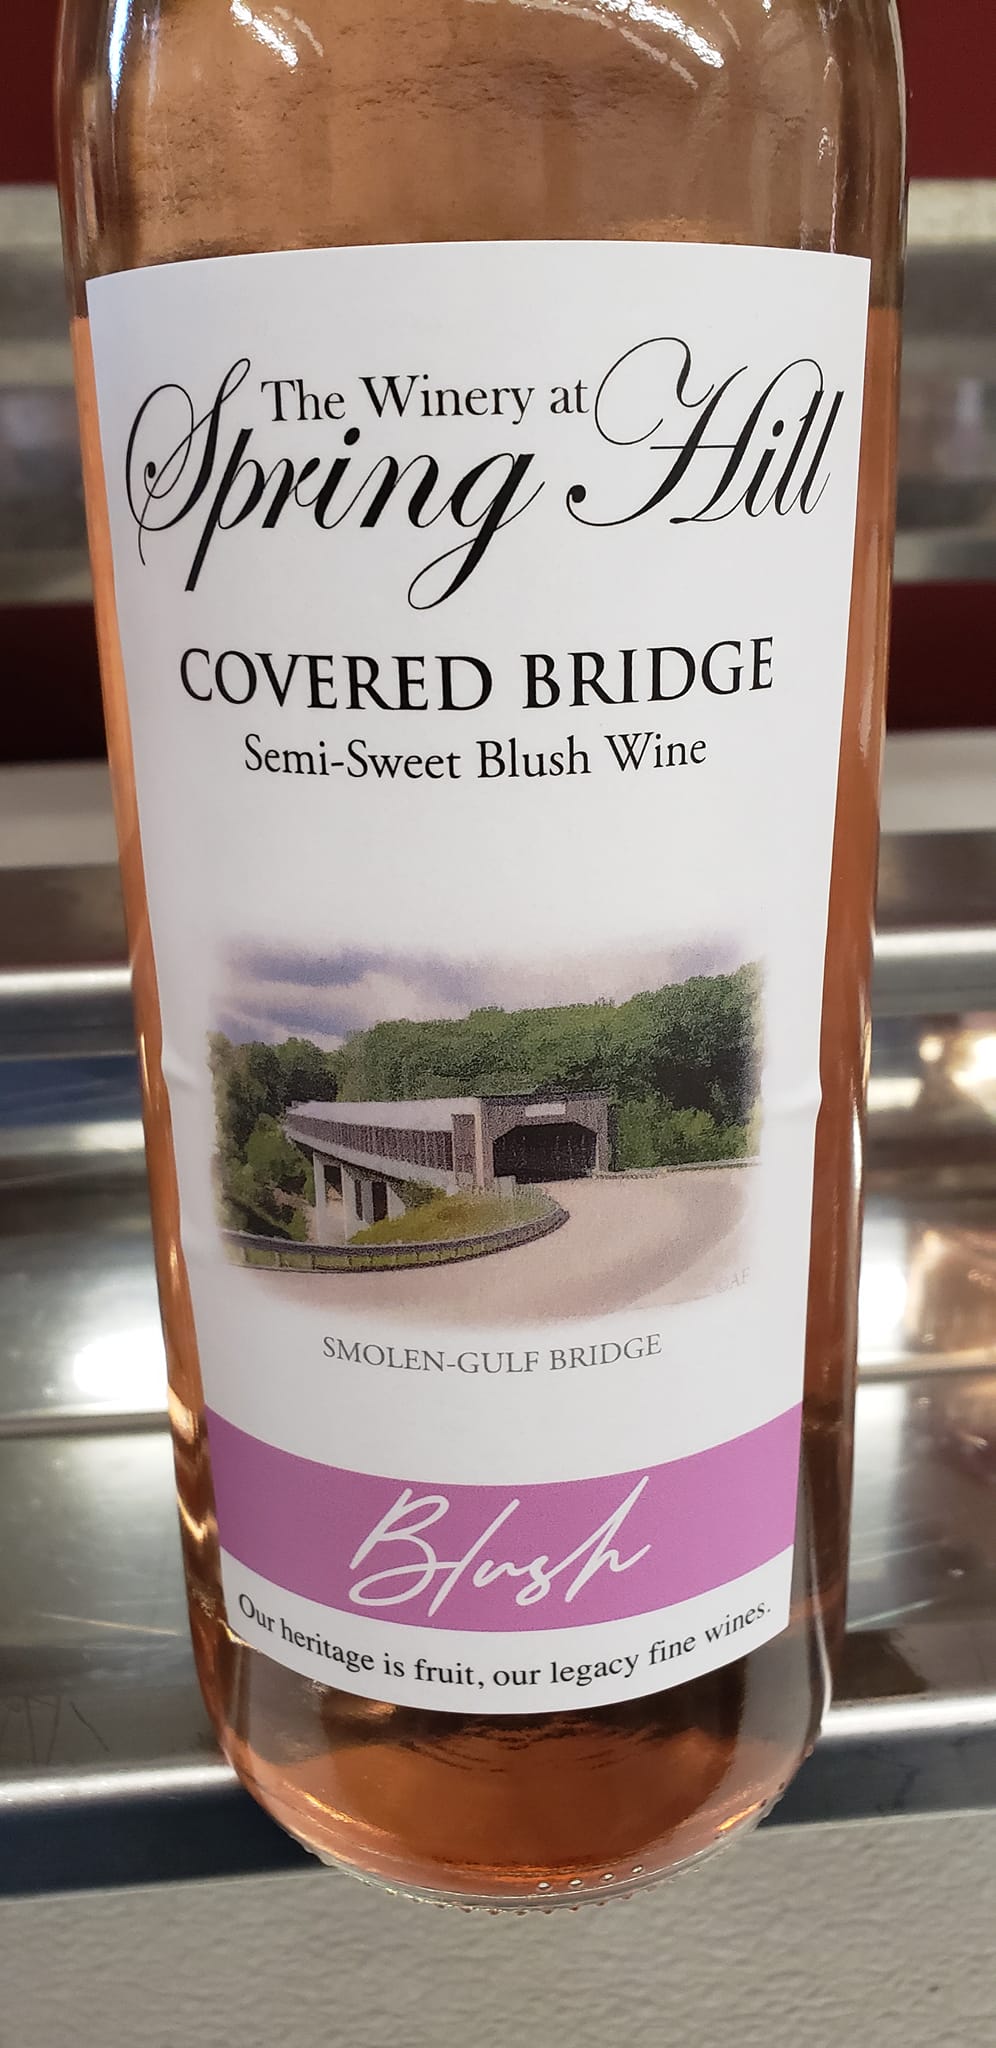 The Winery at
Spring Hill
COVERED BRIDGE
Semi-Sweet Blush Wine
©AF
SMOLEN-GULF BRIDGE
Blush
Our heritage is fruit, our legacy fine wines.